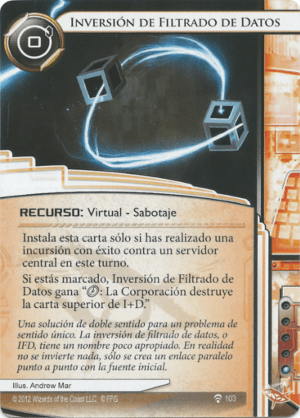 Inversión de Filtrado de Datos
RECURSO: Virtual - Sabotaje
Instala esta carta sólo si has realizado una
incursión con éxito contra un servidor
central en este turno.
Si estás marcado, Inversión de Filtrado de
Datos gana “: La Corporación destruye
la carta superior de I+D.”
Una solución de doble sentido para un problema de
sentido único. La inversión de filtrado de datos, o
IFD, tiene un nombre poco apropiado. En realidad
no se invierte nada, sólo se crea un enlace paralelo
punto a punto con la fuente inicial.
Illus. Andrew Mar
© 2012 Wizards of the Coast LLC. © FFG
103